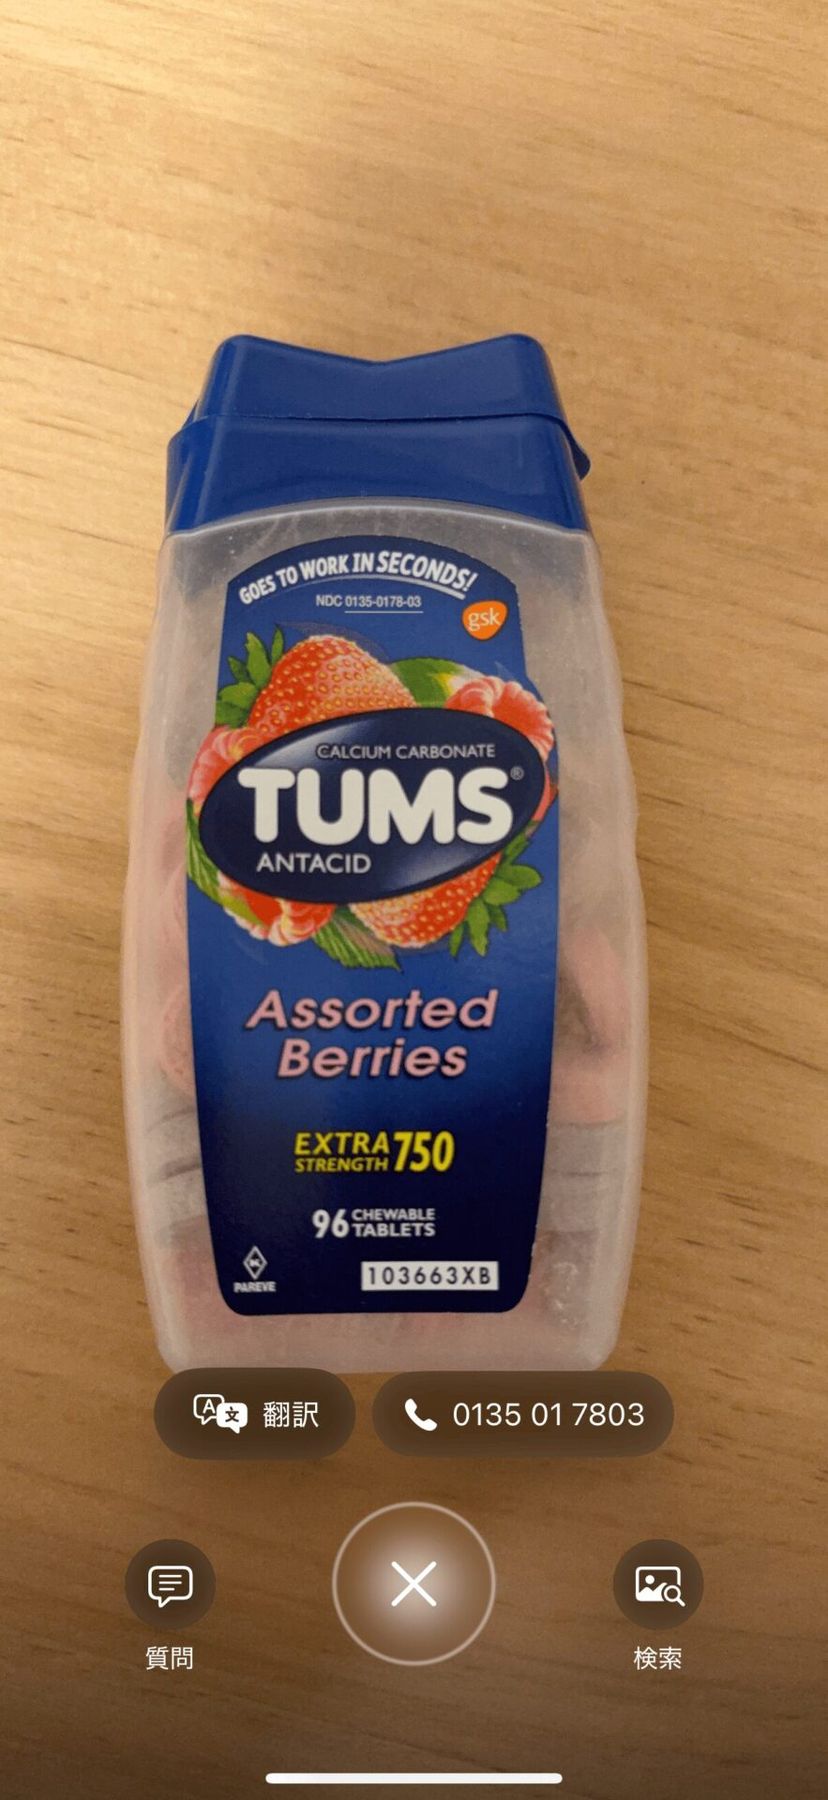 GOES TO WORK IN SECONDS!
NDC 0135-0178-03
gsk
CALCIUM CARBONATE
TUMS®
ANTACID
Assorted
Berries
EXTRA STRENGTH 750
96 CHEWABLE TABLETS
K
PAREVE
103663XB
翻訳
0135 01 7803
質問
検索